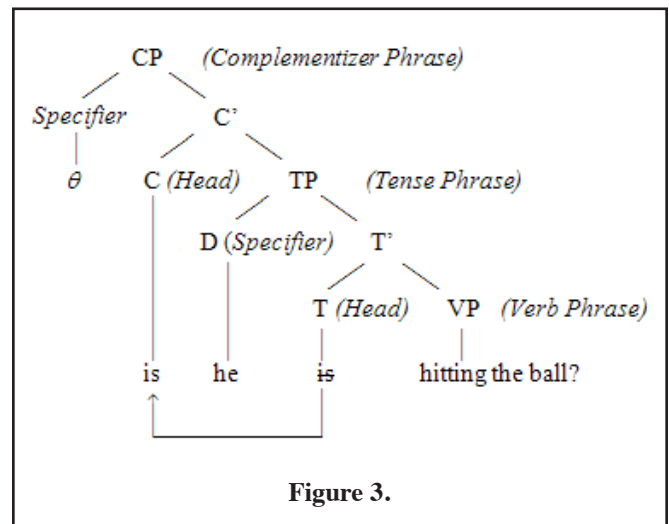 CP (Complementizer Phrase)
Specifier C’
θ C (Head) TP (Tense Phrase)
D (Specifier) T’
T (Head) VP (Verb Phrase)
is he is hitting the ball?
Figure 3.